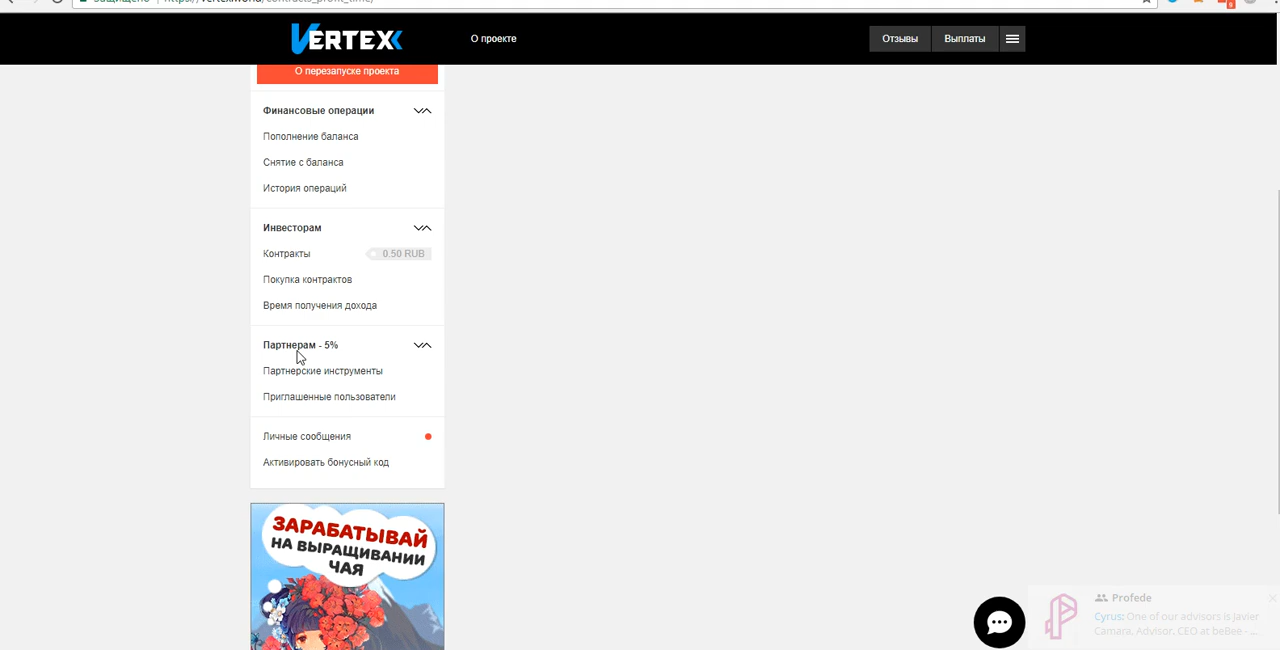 VERTEX
О проекте
Отзывы
Выплаты
О перезапуске проекта
Финансовые операции
Пополнение баланса
Снятие с баланса
История операций
Инвесторам
Контракты
0.50 RUB
Покупка контрактов
Время получения дохода
Партнерам - 5%
Партнерские инструменты
Приглашенные пользователи
Личные сообщения
Активировать бонусный код
ЗАРАБАТЫВАЙ
НА ВЫРАЩИВАНИИ
ЧАЯ
Profede
Cyrus: One of our advisors is Javier
Camara, Advisor, CEO at beBee - ...